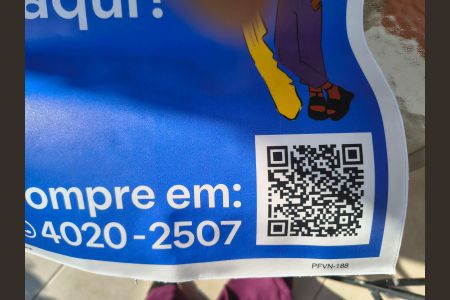 aqui!
ompre em:
4020-2507
PFVN-188